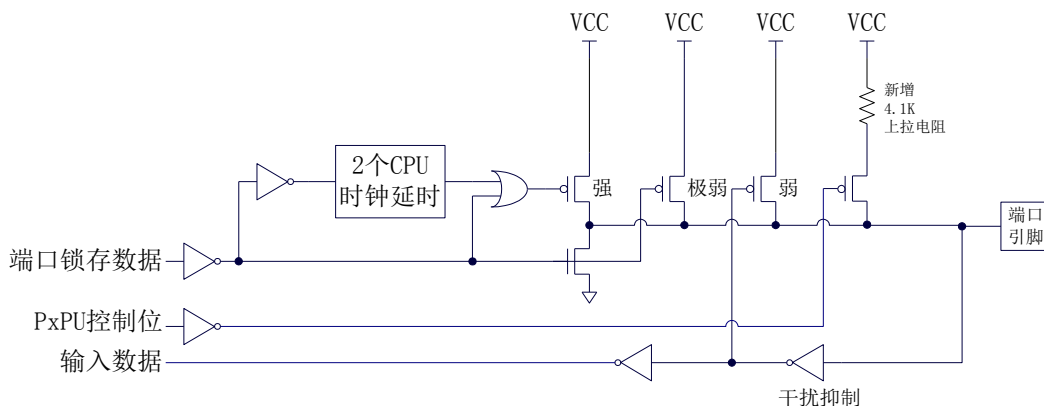 VCC
VCC
VCC
VCC
新增
4.1K
上拉电阻
2个CPU
时钟延时
强
极弱
弱
端口
引脚
端口锁存数据
PxPU控制位
输入数据
干扰抑制